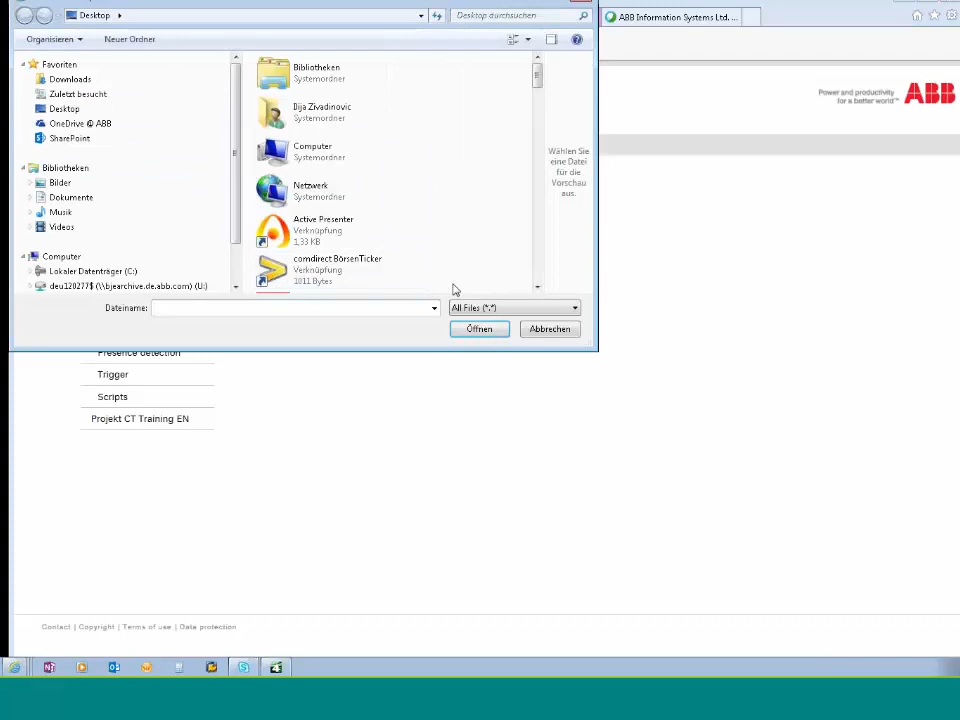 Desktop
Desktop durchsuchen
ABB Information Systems Ltd. ...
Organisieren
Neuer Ordner
Favoriten
Downloads
Zuletzt besucht
Desktop
OneDrive @ ABB
SharePoint
Bibliotheken
Bilder
Dokumente
Musik
Videos
Computer
Lokaler Datenträger (C:)
deu120277$ (\\bjearchive.de.abb.com) (U:)
Bibliotheken
Systemordner
Ilija Zivadinovic
Systemordner
Computer
Systemordner
Netzwerk
Systemordner
Active Presenter
Verknüpfung
1,33 KB
comdirect BörsenTicker
Verknüpfung
1011 Bytes
Wählen Sie
eine Datei
für die
Vorschau
aus.
Power and productivity
for a better world™
ABB
Dateiname:
All Files (*.*)
Öffnen
Abbrechen
Presence detection
Trigger
Scripts
Projekt CT Training EN
Contact | Copyright | Terms of use | Data protection